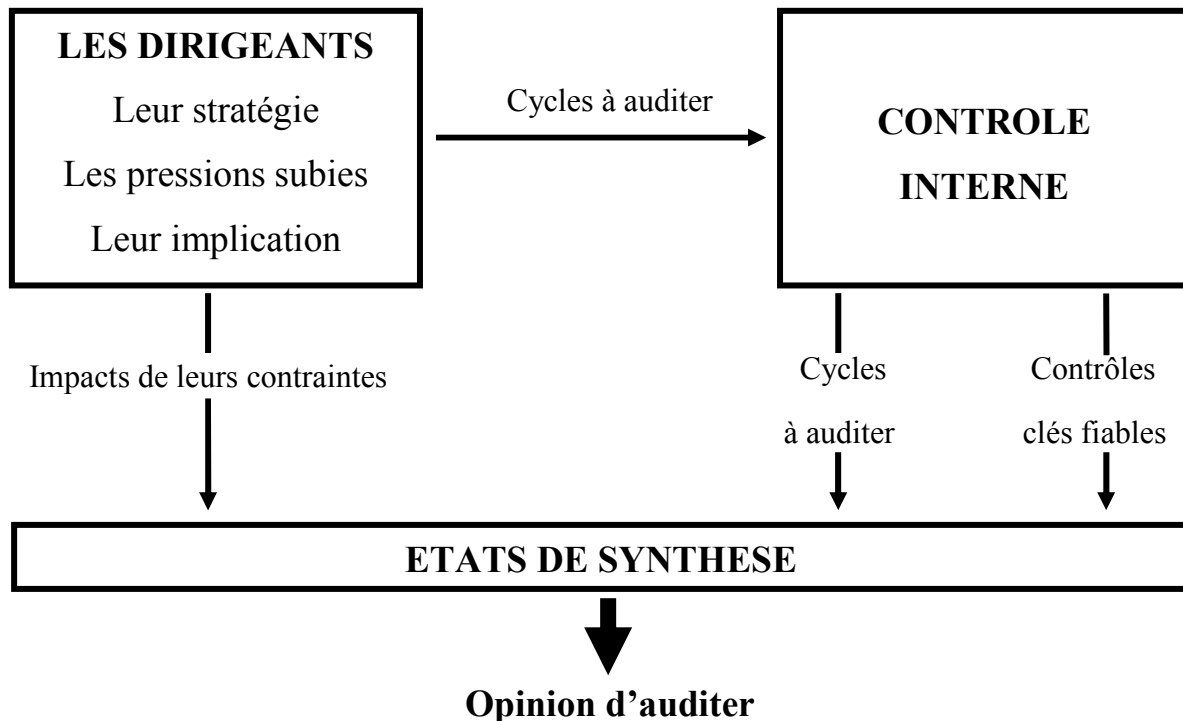 LES DIRIGEANTS
Leur stratégie
Les pressions subies
Leur implication
Cycles à auditer
CONTROLE
INTERNE
Impacts de leurs contraintes
Cycles
à auditer
Contrôles
clés fiables
ETATS DE SYNTHESE
Opinion d’auditer